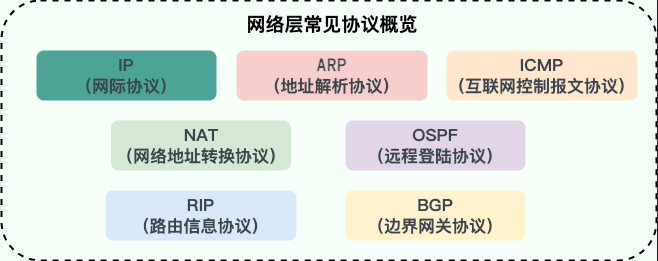 网络层常见协议概览
IP
（网际协议）
ARP
（地址解析协议）
ICMP
（互联网控制报文协议）
NAT
（网络地址转换协议）
OSPF
（远程登陆协议）
RIP
（路由信息协议）
BGP
（边界网关协议）